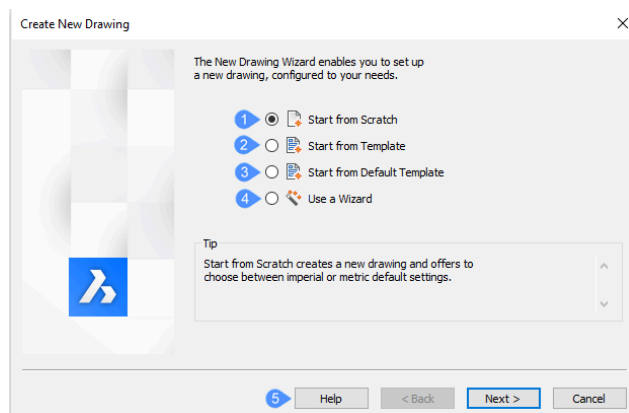 Create New Drawing
The New Drawing Wizard enables you to set up
a new drawing, configured to your needs.
1 Start from Scratch
2 Start from Template
3 Start from Default Template
4 Use a Wizard
Tip
Start from Scratch creates a new drawing and offers to
choose between imperial or metric default settings.
5 Help < Back Next > Cancel